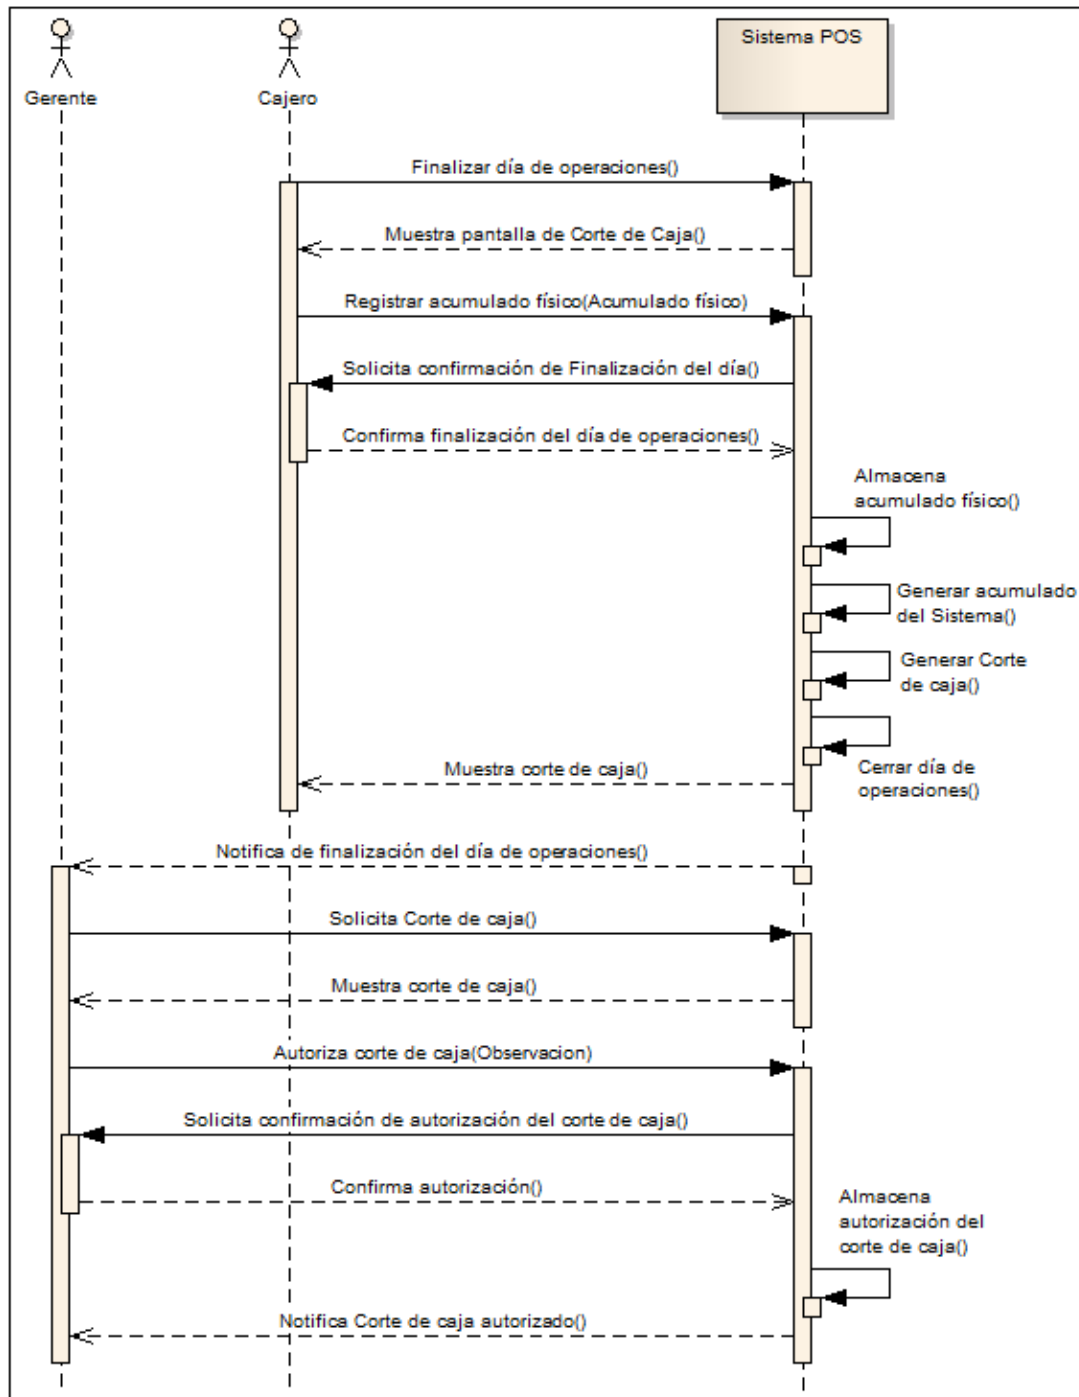 Gerente
Cajero
Sistema POS
Finalizar día de operaciones()
Muestra pantalla de Corte de Caja()
Registrar acumulado físico(Acumulado físico)
Solicita confirmación de Finalización del día()
Confirma finalización del día de operaciones()
Almacena
acumulado físico()
Generar acumulado
del Sistema()
Generar Corte
de caja()
Cerrar día de
operaciones()
Muestra corte de caja()
Notifica de finalización del día de operaciones()
Solicita Corte de caja()
Muestra corte de caja()
Autoriza corte de caja(Observacion)
Solicita confirmación de autorización del corte de caja()
Confirma autorización()
Almacena
autorización del
corte de caja()
Notifica Corte de caja autorizado()